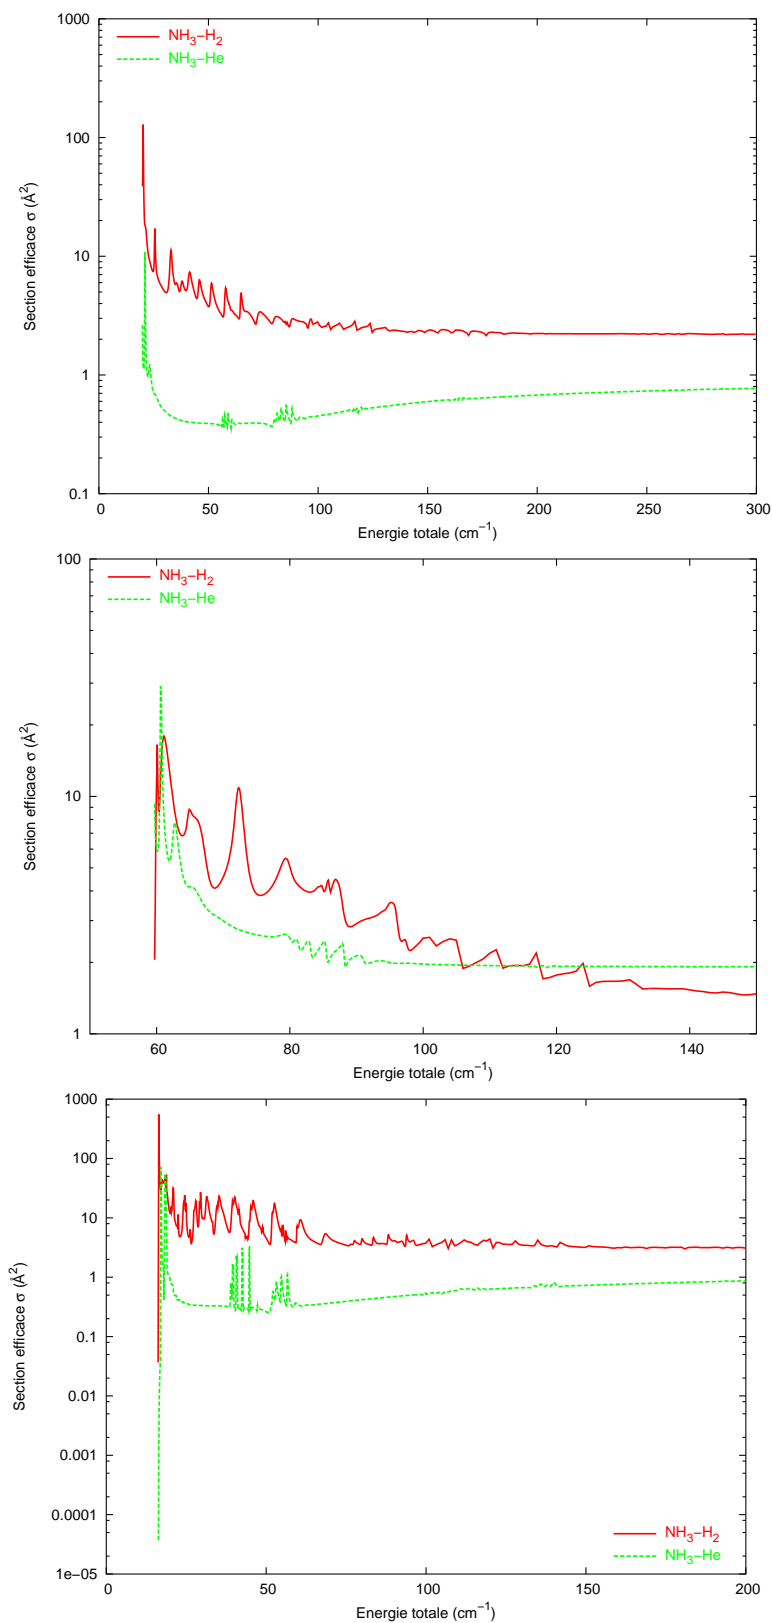 1000
NH₃−H₂
NH₃−He
100
10
1
0.1
Section efficace σ (Å²)
0
50
100
150
200
250
300
Energie totale (cm⁻¹)
100
NH₃−H₂
NH₃−He
10
1
Section efficace σ (Å²)
60
80
100
120
140
Energie totale (cm⁻¹)
1000
100
10
1
0.1
0.01
0.001
0.0001
1e−05
Section efficace σ (Å²)
NH₃−H₂
NH₃−He
0
50
100
150
200
Energie totale (cm⁻¹)